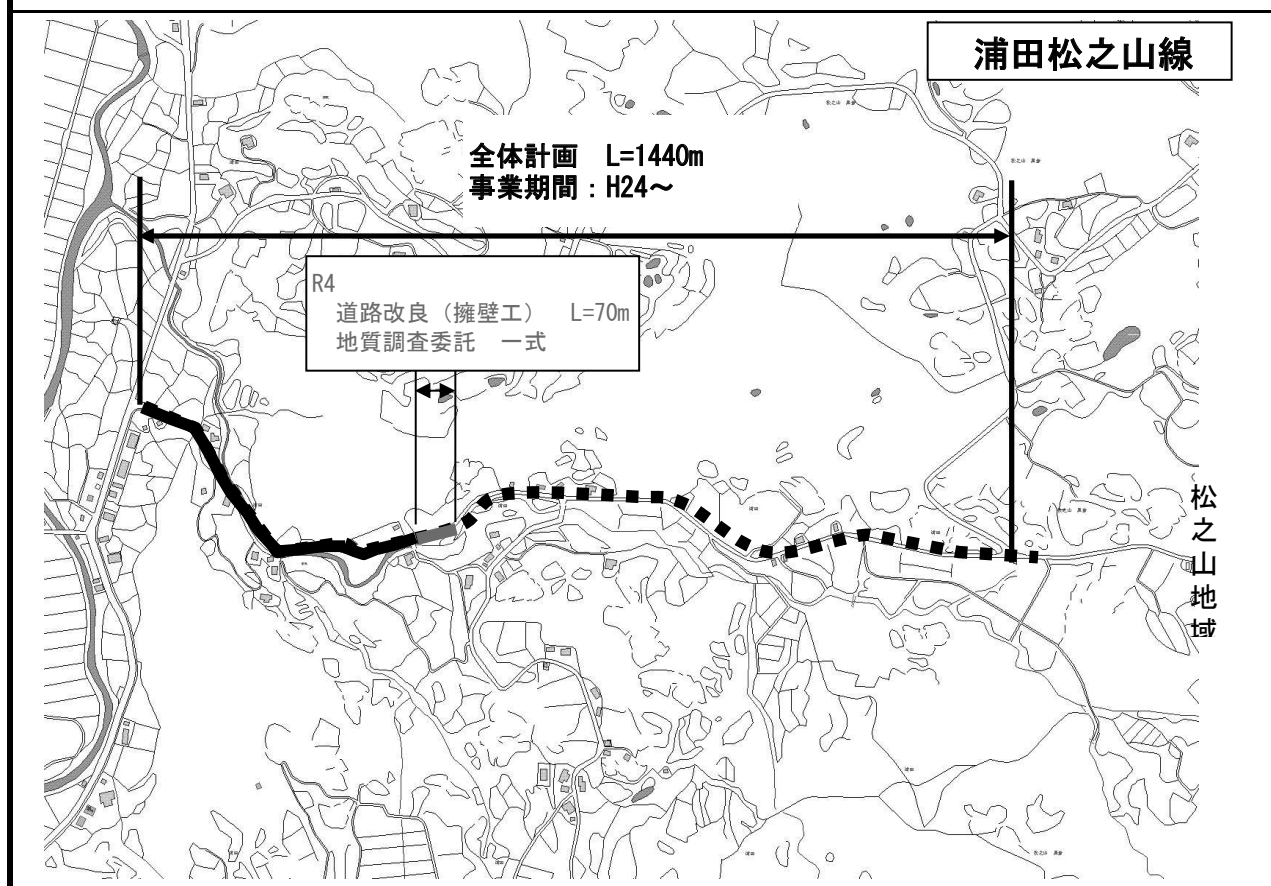 浦田松之山線
全体計画 L=1440m
事業期間：H24～
R4
道路改良（擁壁工） L=70m
地質調査委託 一式
松之山地域